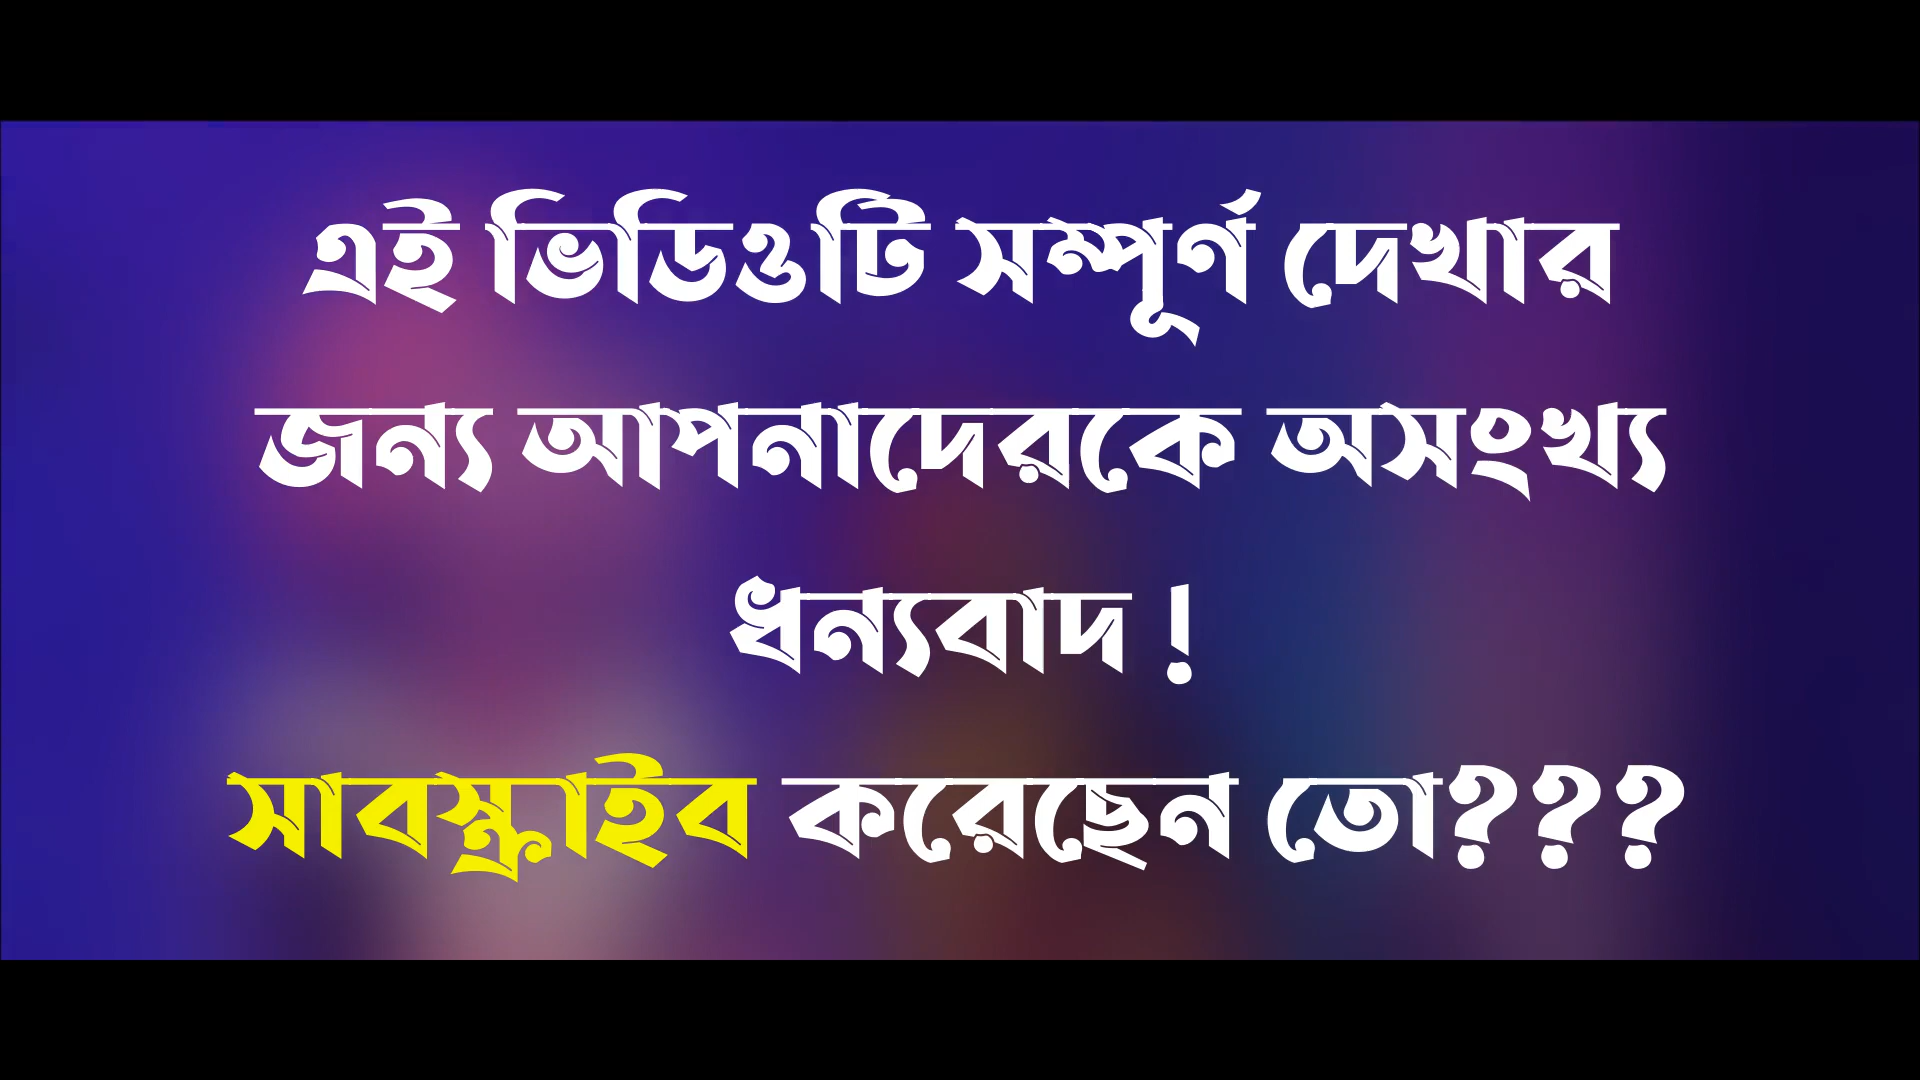 এই ভিডিওটি সম্পূর্ণ দেখার
জন্য আপনাদেরকে অসংখ্য
ধন্যবাদ !
সাবস্ক্রাইব করেছেন তো???